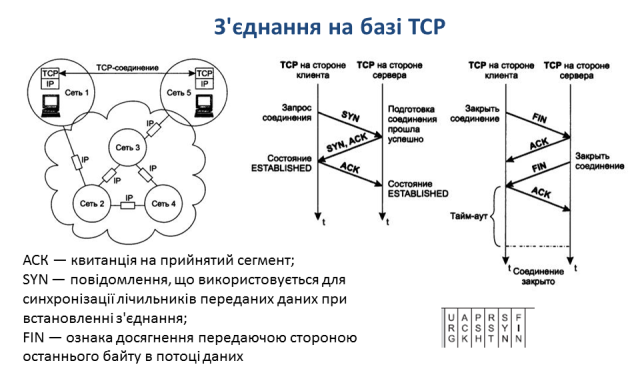 З'єднання на базі TCP
TCP-соединение
TCP
IP
Сеть 1
TCP
IP
Сеть 5
IP
IP
Сеть 3
IP
IP
Сеть 2
IP
Сеть 4
TCP на стороне
клиента
TCP на стороне
сервера
Запрос
соединения
SYN
Подготовка
соединения
прошла
успешно
SYN, ACK
Состояние
ESTABLISHED
ACK
Состояние
ESTABLISHED
t
t
TCP на стороне
клиента
TCP на стороне
сервера
Закрыть
соединение
FIN
ACK
FIN
Закрыть
соединение
ACK
Тайм-аут
t
t
Соединение
закрыто
ACK — квитанція на прийнятий сегмент;
SYN — повідомлення, що використовується для
синхронізації лічильників переданих даних при
встановленні з'єднання;
FIN — ознака досягнення передаючою стороною
останнього байту в потоці даних
U A P R S F
R C S S Y I
G K H T N N